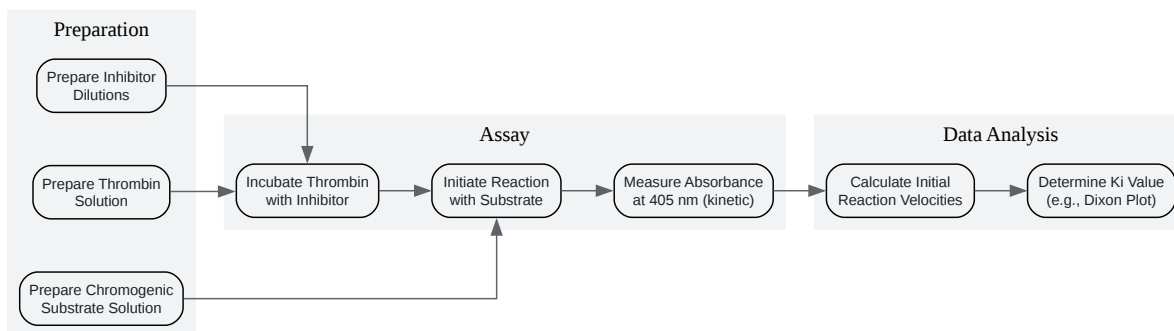 Preparation
Prepare Inhibitor
Dilutions
Prepare Thrombin
Solution
Prepare Chromogenic
Substrate Solution
Assay
Incubate Thrombin
with Inhibitor
Initiate Reaction
with Substrate
Measure Absorbance
at 405 nm (kinetic)
Data Analysis
Calculate Initial
Reaction Velocities
Determine Ki Value
(e.g., Dixon Plot)